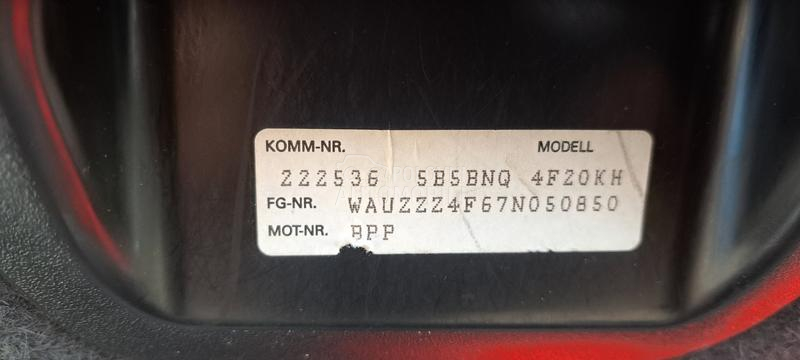 KOMM-NR. MODELL
222536 5B5BNQ 4F20KH
FG-NR. WAUZZZ4F67N050850
MOT-NR. BPP